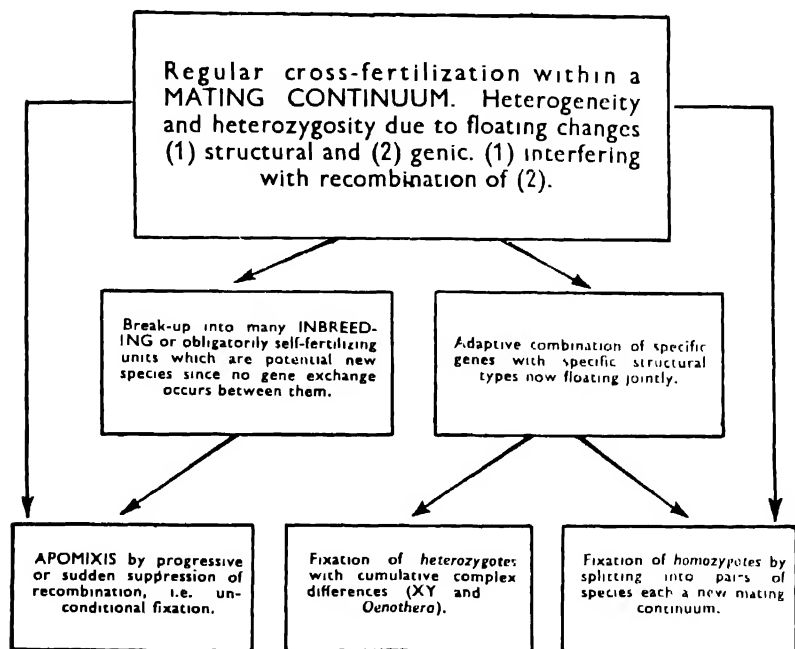 Regular cross-fertilization within a
MATING CONTINUUM. Heterogeneity
and heterozygosity due to floating changes
(1) structural and (2) genic. (1) interfering
with recombination of (2).
Break-up into many INBREED-
ING or obligatorily self-fertilizing
units which are potential new
species since no gene exchange
occurs between them.
Adaptive combination of specific
genes with specific structural
types now floating jointly.
APOMIXIS by progressive
or sudden suppression of
recombination, i.e. un-
conditional fixation.
Fixation of heterozygotes
with cumulative complex
differences (XY and
Oenothera).
Fixation of homozygotes by
splitting into pairs of
species each a new mating
continuum.